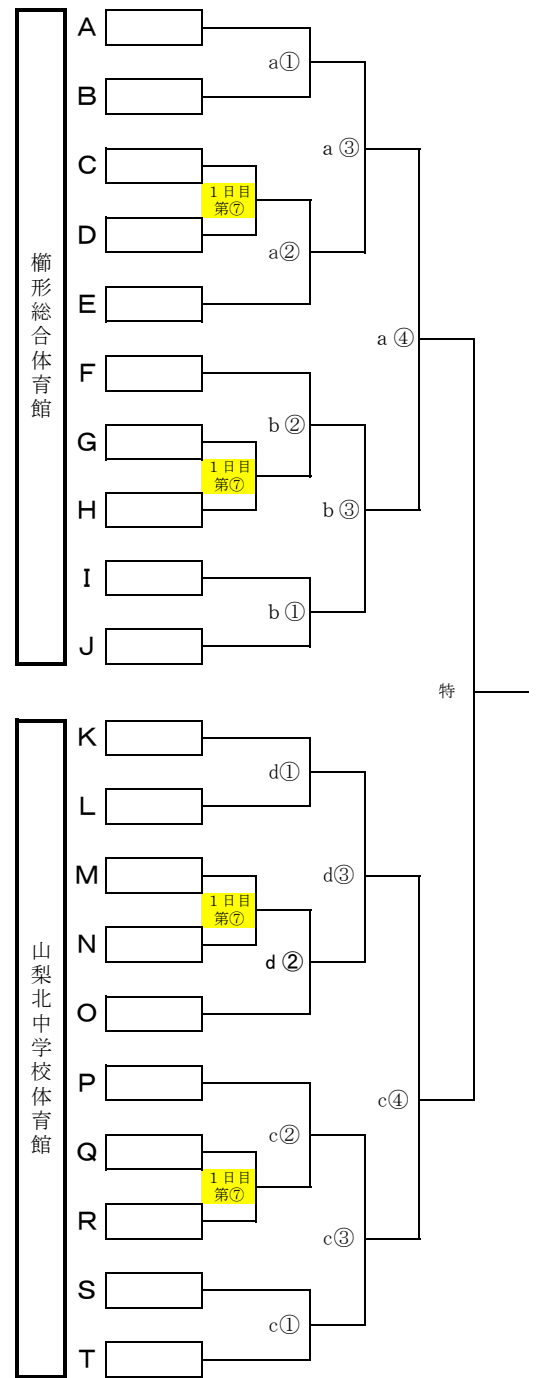 櫛形総合体育館
A
a①
B
a③
C
1日目
第⑦
D
a②
E
a④
F
b②
G
1日目
第⑦
H
b③
I
b①
J
特
山梨北中学校体育館
K
d①
L
M
d③
1日目
第⑦
N
d②
O
P
c④
c②
Q
1日目
第⑦
R
c③
S
c①
T